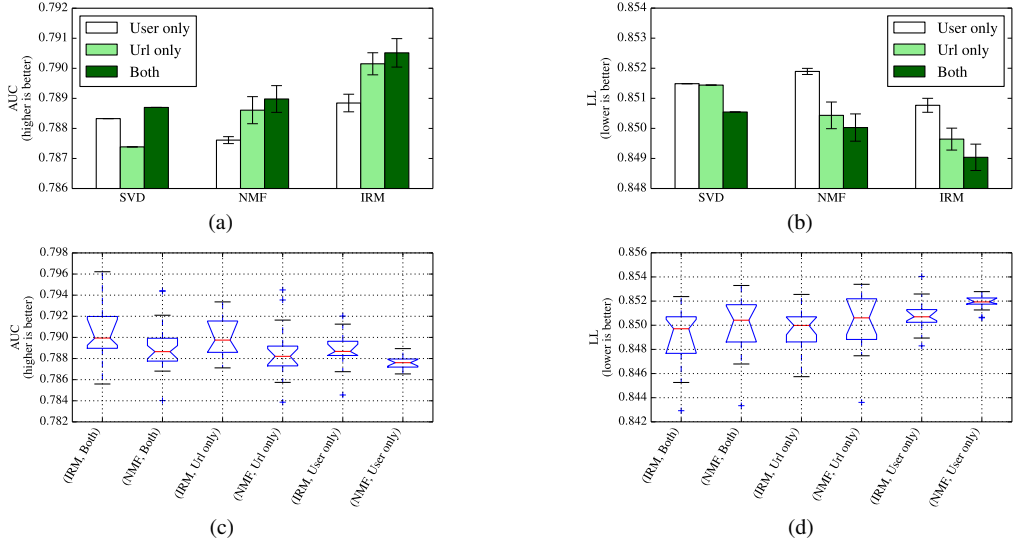 0.792
0.791
0.790
0.789
0.788
0.787
0.786
AUC
(higher is better)
User only
Url only
Both
SVD NMF IRM
(a)
0.854
0.853
0.852
0.851
0.850
0.849
0.848
LL
(lower is better)
User only
Url only
Both
SVD NMF IRM
(b)
0.798
0.796
0.794
0.792
0.790
0.788
0.786
0.784
0.782
AUC
(higher is better)
(IRM, Both)
(NMF, Both)
(IRM, Url only)
(NMF, Url only)
(IRM, User only)
(NMF, User only)
(c)
0.856
0.854
0.852
0.850
0.848
0.846
0.844
0.842
LL
(lower is better)
(IRM, Both)
(NMF, Both)
(IRM, Url only)
(NMF, Url only)
(IRM, User only)
(NMF, User only)
(d)